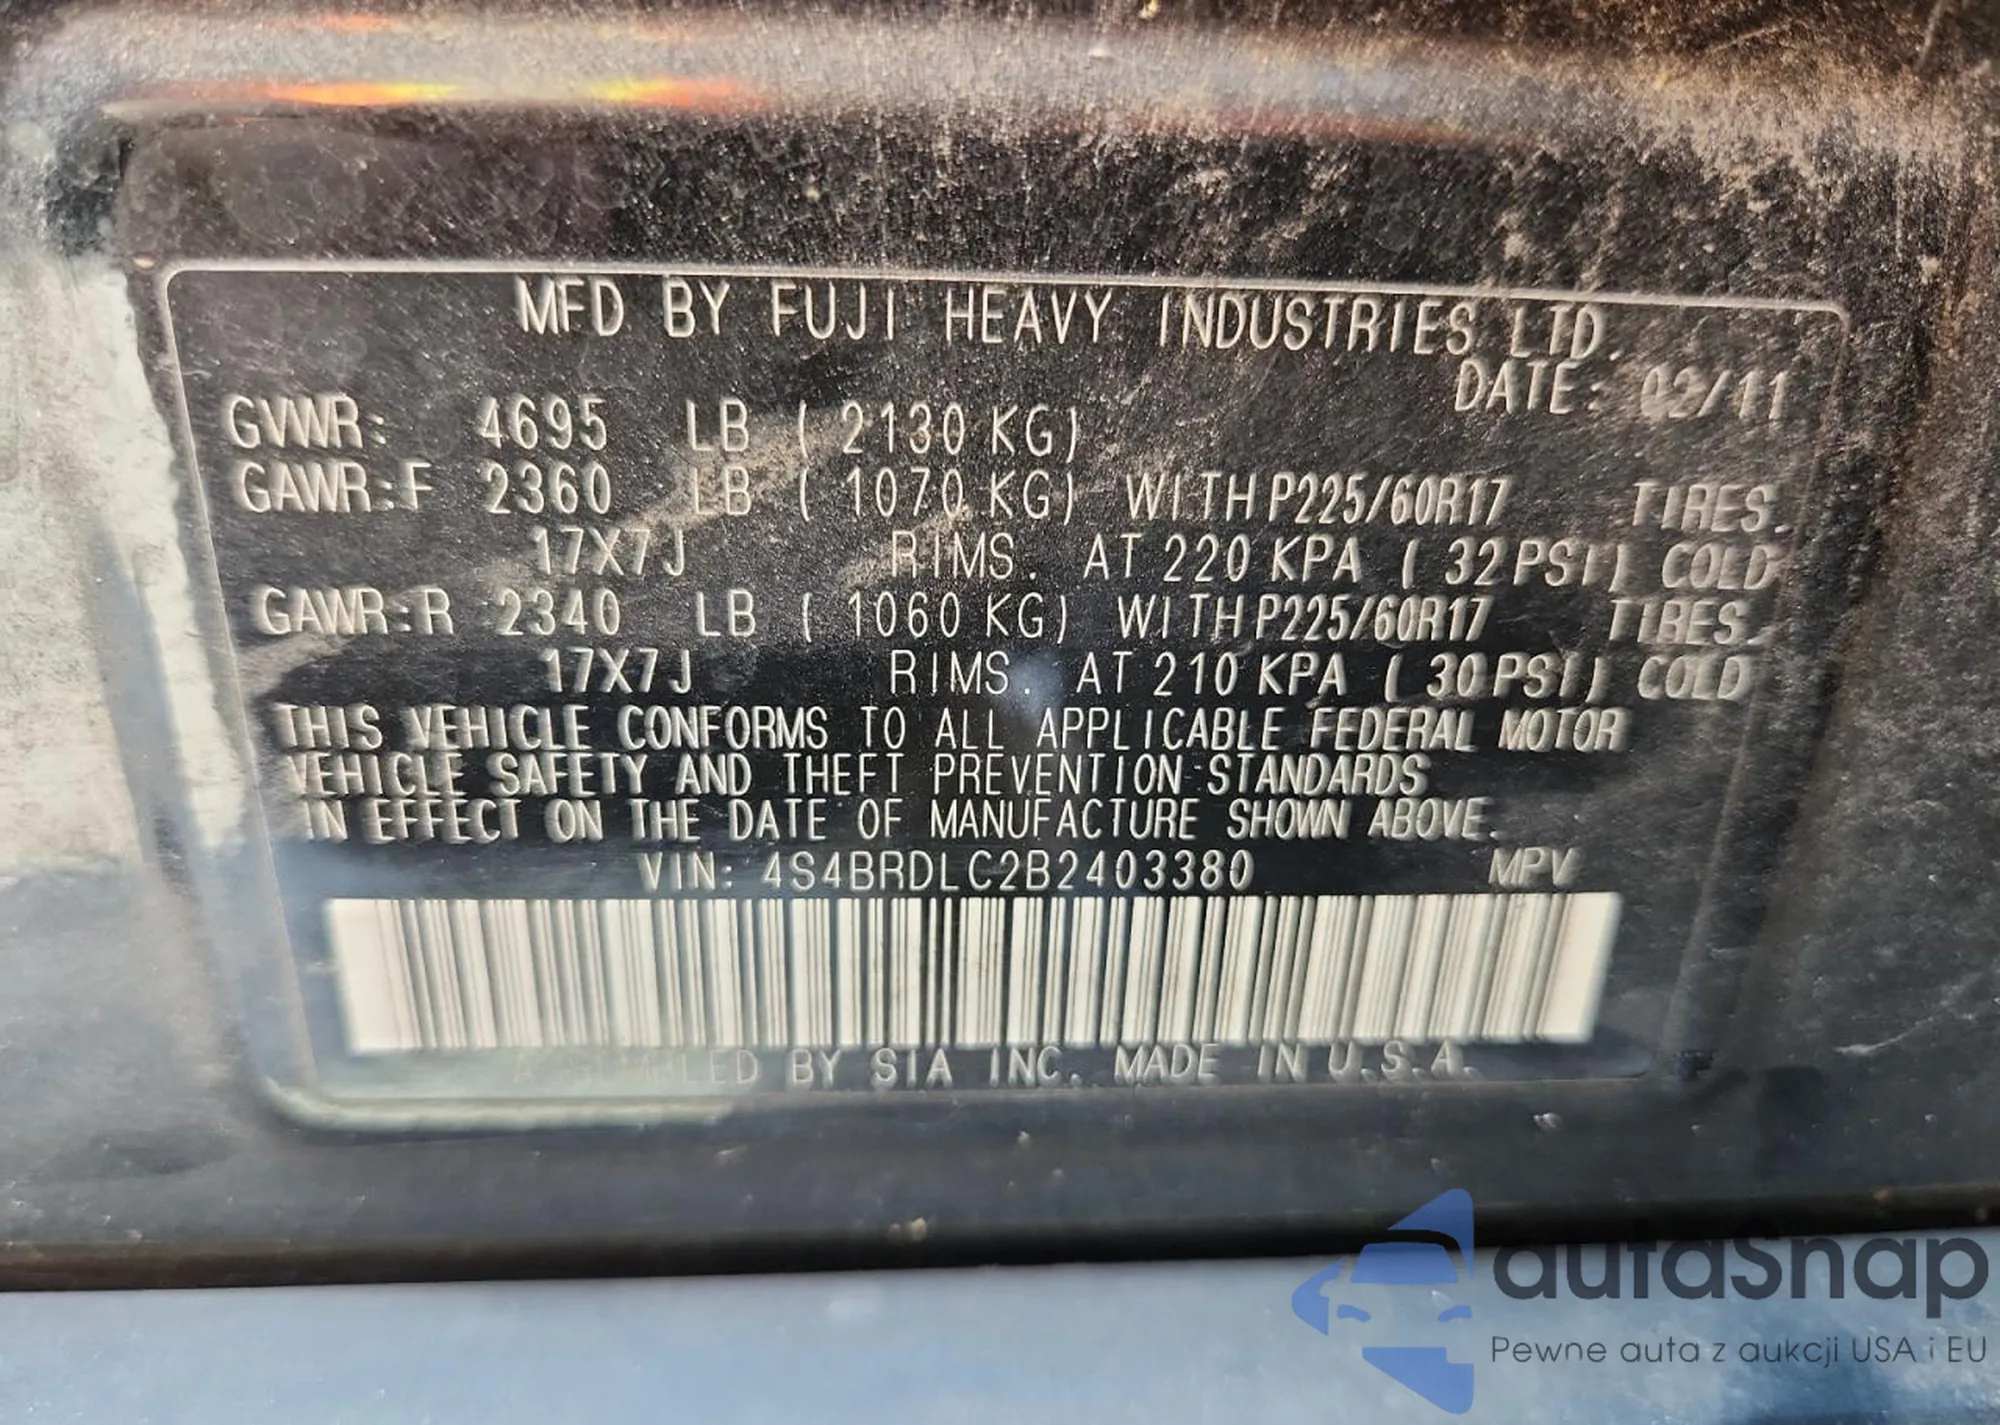 MFD BY FUJI HEAVY INDUSTRIES LTD.
DATE: 02/11
GVWR: 4695 LB ( 2130 KG)
GAWR:F 2360 LB ( 1070 KG) WITH P225/60R17 TIRES.
17X7J RIMS. AT 220 KPA ( 32 PSI) COLD
GAWR:R 2340 LB ( 1060 KG) WITH P225/60R17 TIRES.
17X7J RIMS. AT 210 KPA ( 30 PSI) COLD
THIS VEHICLE CONFORMS TO ALL APPLICABLE FEDERAL MOTOR
VEHICLE SAFETY AND THEFT PREVENTION STANDARDS
IN EFFECT ON THE DATE OF MANUFACTURE SHOWN ABOVE.
VIN: 4S4BRDLC2B2403380 MPV
ASSEMBLED BY SIA INC. MADE IN U.S.A.
autaSnap
Pewne auta z aukcji USA i EU